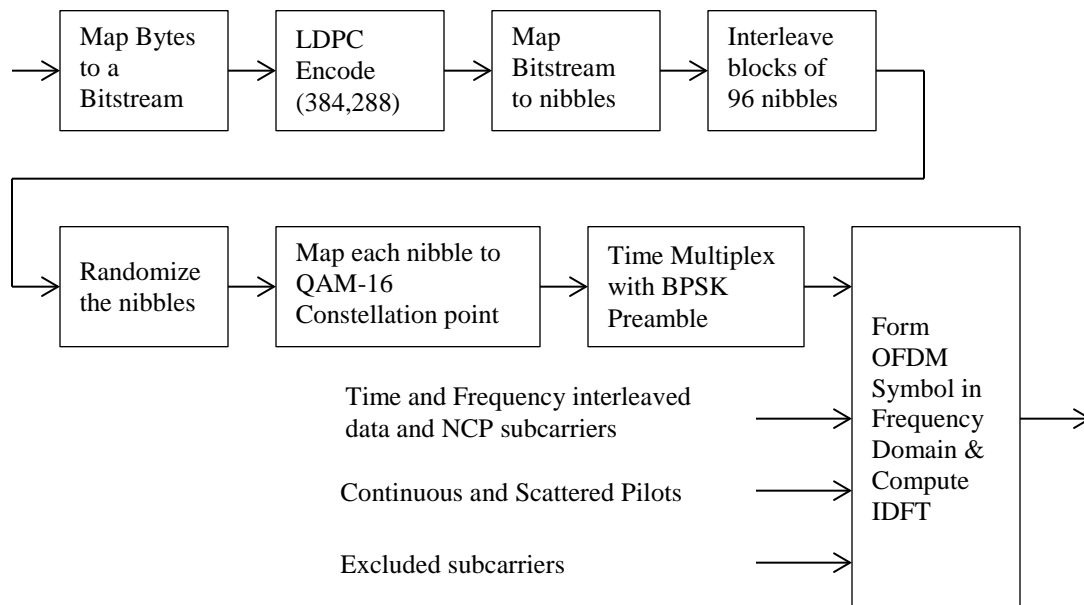 Map Bytes
to a
Bitstream
LDPC
Encode
(384,288)
Map
Bitstream
to nibbles
Interleave
blocks of
96 nibbles
Randomize
the nibbles
Map each nibble to
QAM-16
Constellation point
Time Multiplex
with BPSK
Preamble
Form
OFDM
Symbol in
Frequency
Domain &
Compute
IDFT
Time and Frequency interleaved
data and NCP subcarriers
Continuous and Scattered Pilots
Excluded subcarriers